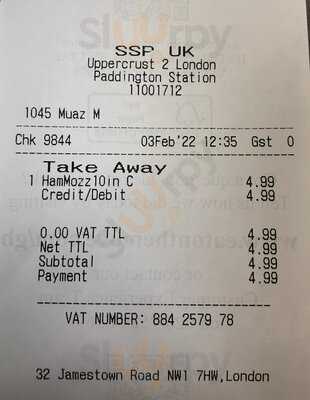 SSP UK
Uppercrust 2 London
Paddington Station
11001712
1045 Muaz M
Chk 9844 03Feb'22 12:35 Gst 0
Take Away
1 HamMozz10in C 4.99
Credit/Debit 4.99
0.00 VAT TTL 4.99
Net TTL 4.99
Subtotal 4.99
Payment 4.99
VAT NUMBER: 884 2579 78
32 Jamestown Road NW1 7HW,London